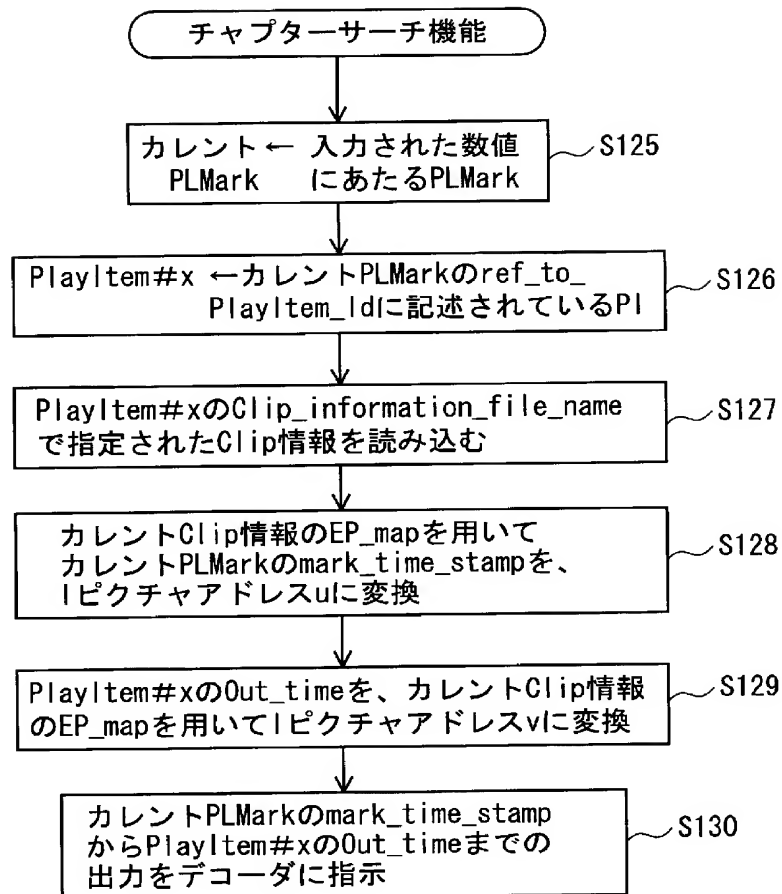 チャプターサーチ機能
カレント← 入力された数値
PLMark にあたるPLMark
S125
PlayItem#x ←カレントPLMarkのref_to_
PlayItem_Idに記述されているPI
S126
PlayItem#xのClip_information_file_name
で指定されたClip情報を読み込む
S127
カレントClip情報のEP_mapを用いて
カレントPLMarkのmark_time_stampを、
Iピクチャアドレスuに変換
S128
PlayItem#xのOut_timeを、カレントClip情報
のEP_mapを用いてIピクチャアドレスvに変換
S129
カレントPLMarkのmark_time_stamp
からPlayItem#xのOut_timeまでの
出力をデコーダに指示
S130